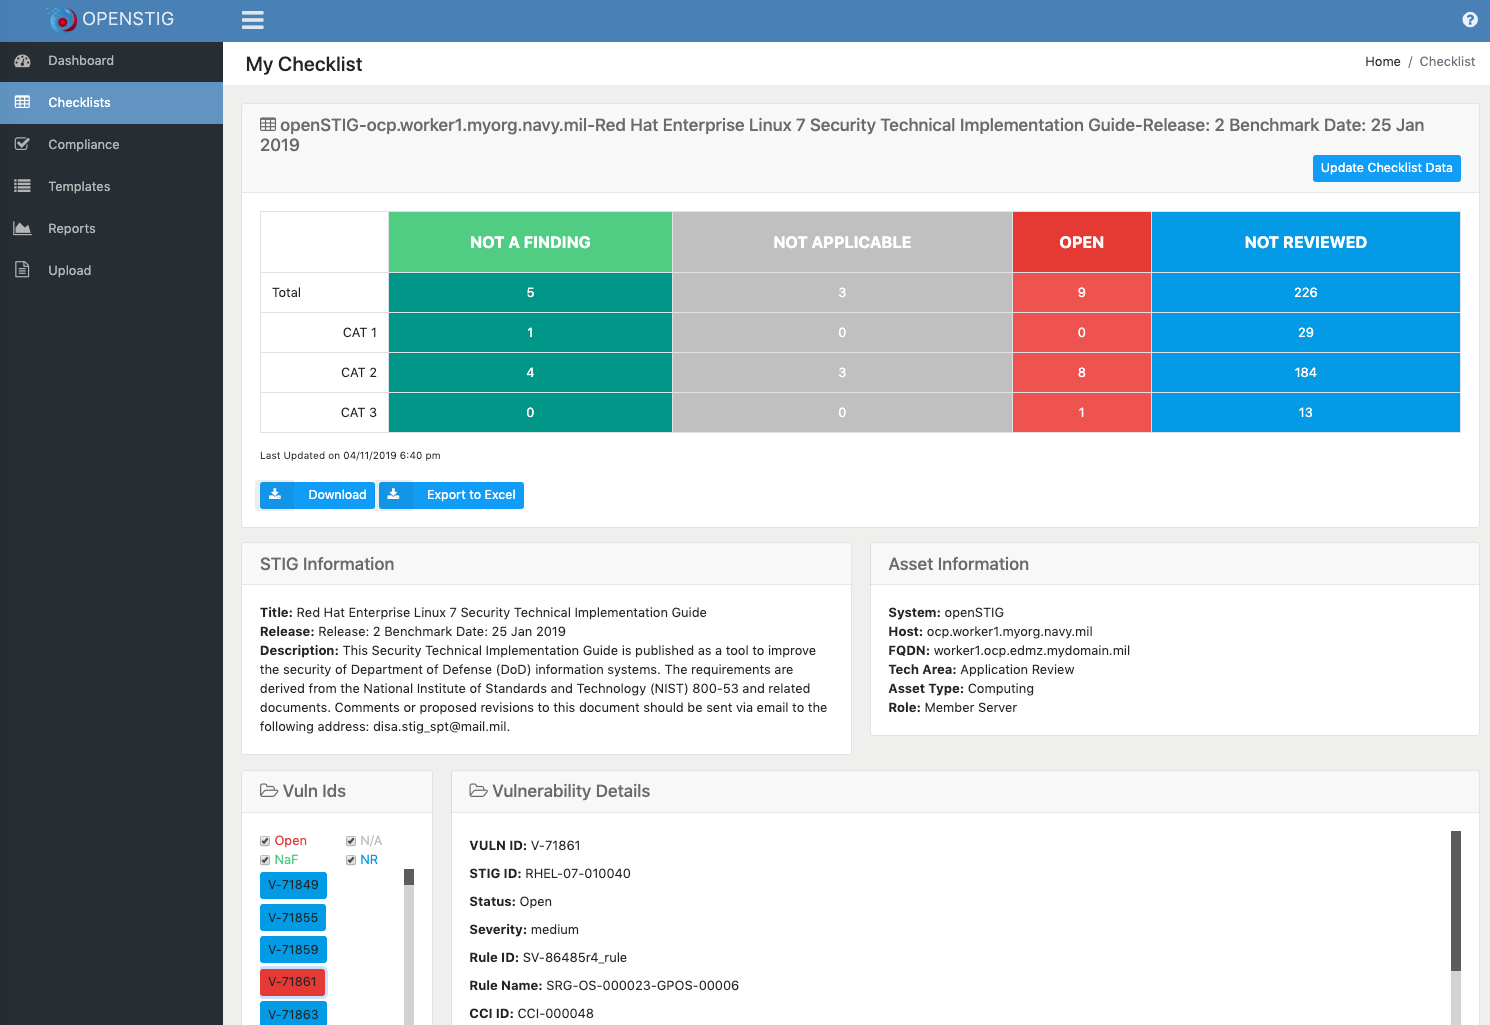 OPENSTIG
Dashboard
Checklists
Compliance
Templates
Reports
Upload
My Checklist
Home / Checklist
openSTIG-ocp.worker1.myorg.navy.mil-Red Hat Enterprise Linux 7 Security Technical Implementation Guide-Release: 2 Benchmark Date: 25 Jan
2019
Update Checklist Data
NOT A FINDING NOT APPLICABLE OPEN NOT REVIEWED
Total 5 3 9 226
CAT 1 1 0 0 29
CAT 2 4 3 8 184
CAT 3 0 0 1 13
Last Updated on 04/11/2019 6:40 pm
Download Export to Excel
STIG Information
Title: Red Hat Enterprise Linux 7 Security Technical Implementation Guide
Release: Release: 2 Benchmark Date: 25 Jan 2019
Description: This Security Technical Implementation Guide is published as a tool to improve
the security of Department of Defense (DoD) information systems. The requirements are
derived from the National Institute of Standards and Technology (NIST) 800-53 and related
documents. Comments or proposed revisions to this document should be sent via email to the
following address: disa.stig_spt@mail.mil.
Asset Information
System: openSTIG
Host: ocp.worker1.myorg.navy.mil
FQDN: worker1.ocp.edmz.mydomain.mil
Tech Area: Application Review
Asset Type: Computing
Role: Member Server
Vuln Ids
Open N/A
NaF NR
V-71849
V-71855
V-71859
V-71861
V-71863
Vulnerability Details
VULN ID: V-71861
STIG ID: RHEL-07-010040
Status: Open
Severity: medium
Rule ID: SV-86485r4_rule
Rule Name: SRG-OS-000023-GPOS-00006
CCI ID: CCI-000048